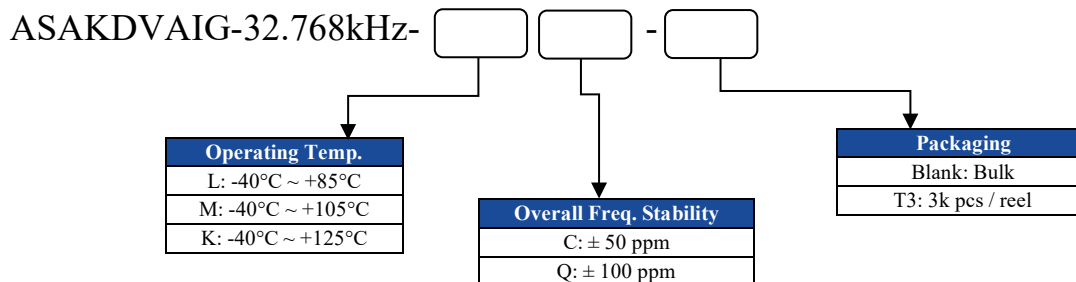 ASAKDVAIG-32.768kHz- -
Operating Temp.
L: -40°C ~ +85°C
M: -40°C ~ +105°C
K: -40°C ~ +125°C
Overall Freq. Stability
C: ± 50 ppm
Q: ± 100 ppm
Packaging
Blank: Bulk
T3: 3k pcs / reel